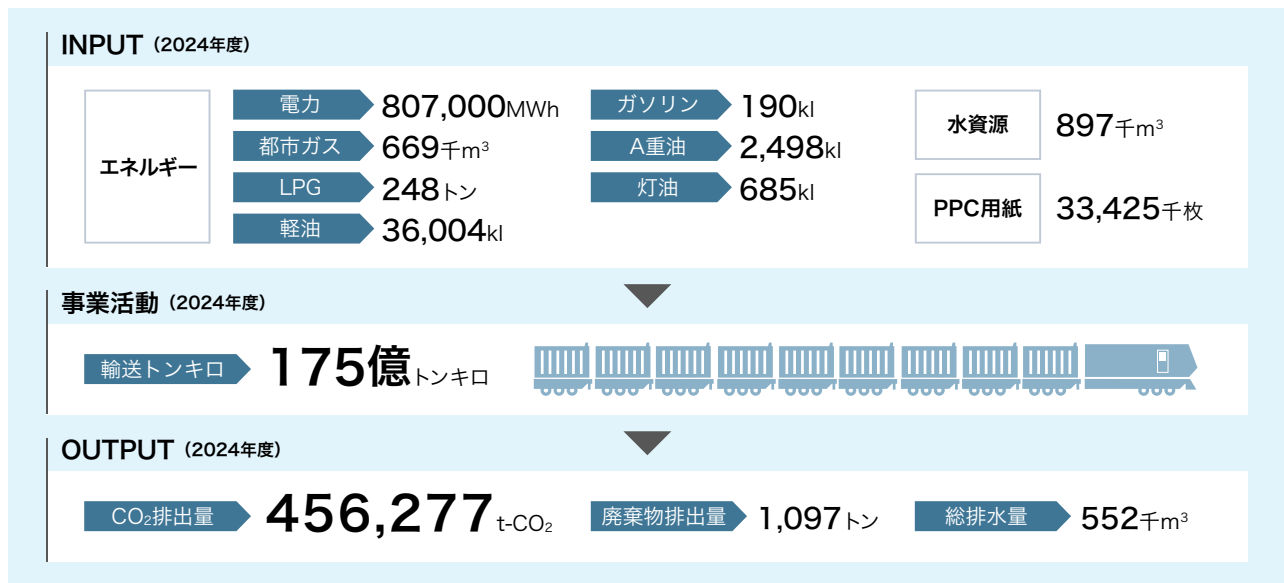 INPUT（2024年度）
エネルギー
電力 807,000MWh
都市ガス 669千m³
LPG 248トン
軽油 36,004kl
ガソリン 190kl
A重油 2,498kl
灯油 685kl
水資源 897千m³
PPC用紙 33,425千枚
事業活動（2024年度）
輸送トンキロ 175億トンキロ
OUTPUT（2024年度）
CO₂排出量 456,277t-CO₂
廃棄物排出量 1,097トン
総排水量 552千m³